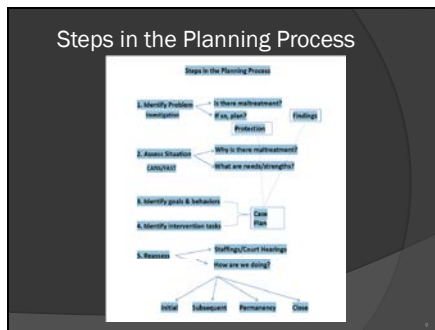 Steps in the Planning Process
Steps in the Planning Process
1. Identify Problem
Investigation
Is there maltreatment?
If so, plan?
Protection
Findings
2. Assess Situation
CANS/FAST
Why is there maltreatment?
What are needs/strengths?
3. Identify goals & behaviors
4. Identify intervention tasks
Case
Plan
5. Reassess
Staffings/Court Hearings
How are we doing?
Initial Subsequent Permanency Close